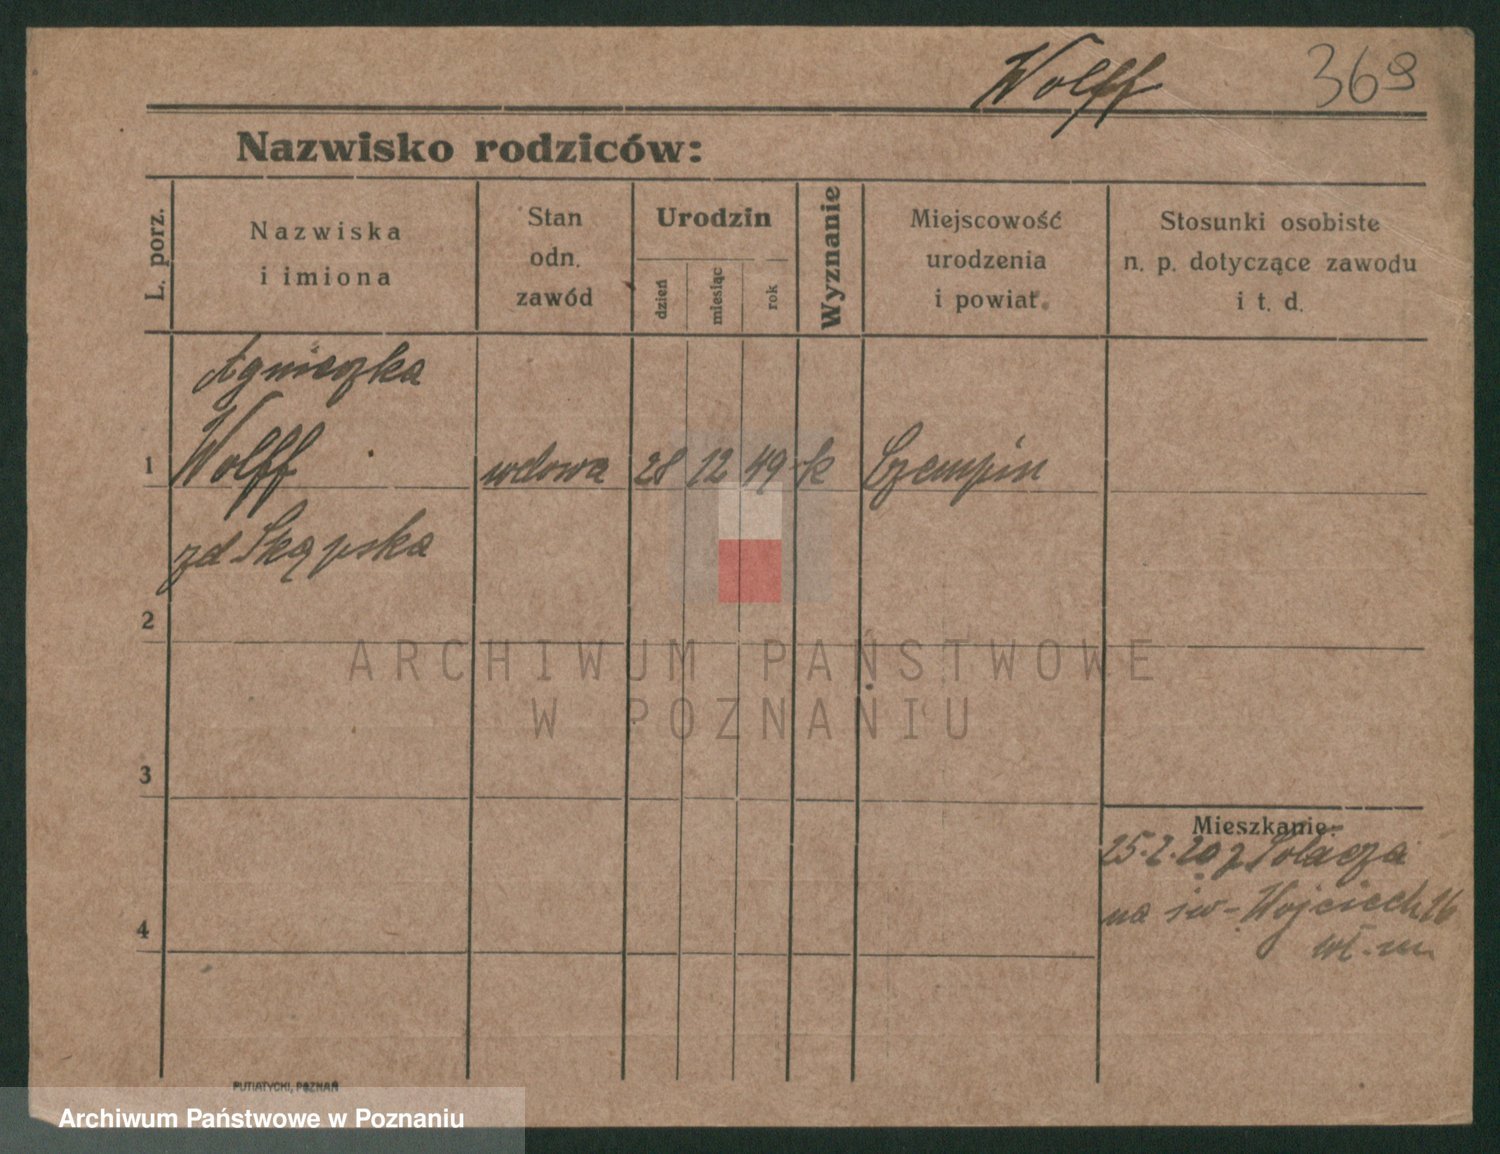 Wolff 369
Nazwisko rodziców:
L. porz.
Nazwiska
i imiona
Stan
odn.
zawód
Urodzin
dzień
miesiąc
rok
Wyznanie
Miejscowość
urodzenia
i powiat
Stosunki osobiste
n. p. dotyczące zawodu
i t. d.
Agnieszka
1 Wolff wdowa 28 12 49 k Czempin
zd Skąpska
2
ARCHIWUM PAŃSTWOWE
W POZNANIU
3
Mieszkanie:
25.2.20 z Sołacza
na św. Wojciech 16
4
PUTIATYCKI, POZNAŃ
Archiwum Państwowe w Poznaniu